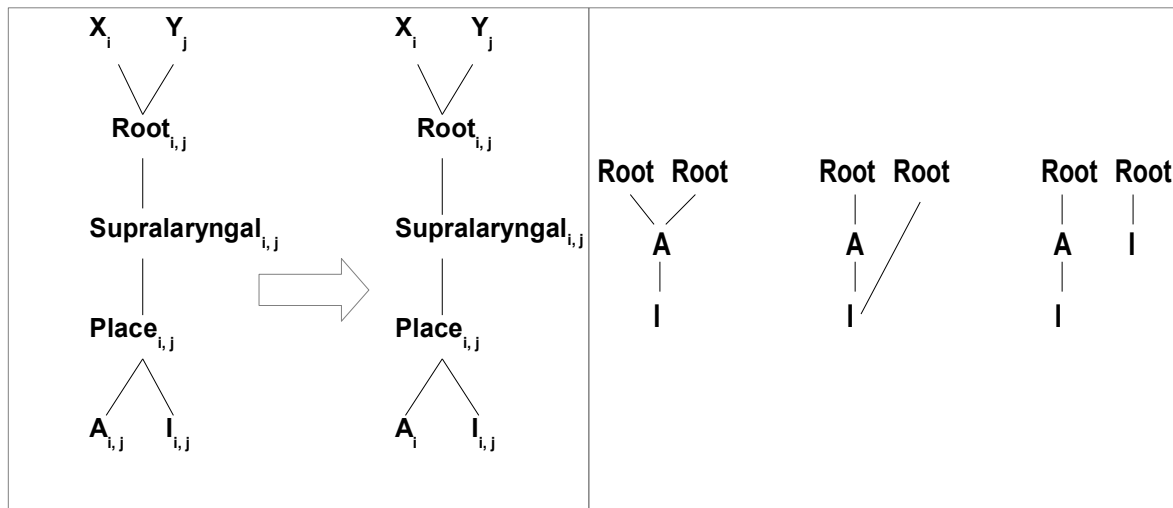 X_i Y_j
Root_i, j
Supralaryngal_i, j
Place_i, j
A_i, j I_i, j
X_i Y_j
Root_i, j
Supralaryngal_i, j
Place_i, j
A_i I_i, j
Root Root
A
I
Root Root
A
I
Root Root
A I
I